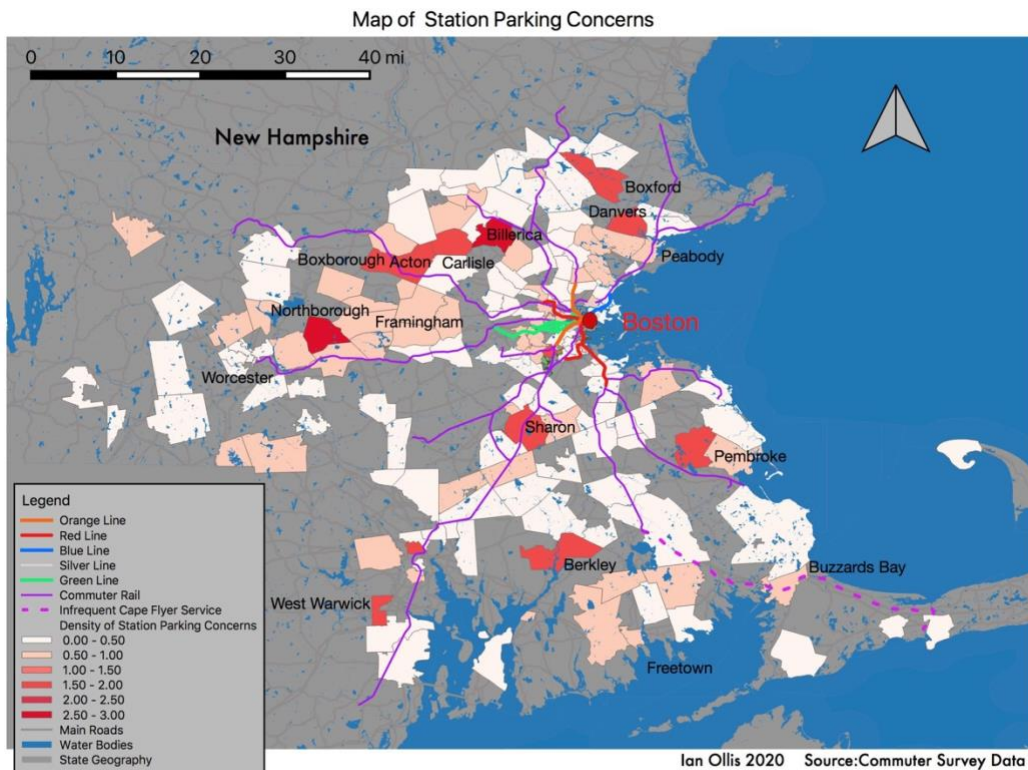 Map of Station Parking Concerns
0 10 20 30 40 mi
New Hampshire
Boxford
Danvers
Billerica
Boxborough Acton Carlisle
Peabody
Northborough
Framingham
Boston
Worcester
Sharon
Pembroke
Berkley
Buzzards Bay
West Warwick
Freetown
Legend
Orange Line
Red Line
Blue Line
Silver Line
Green Line
Commuter Rail
Infrequent Cape Flyer Service
Density of Station Parking Concerns
0.00 - 0.50
0.50 - 1.00
1.00 - 1.50
1.50 - 2.00
2.00 - 2.50
2.50 - 3.00
Main Roads
Water Bodies
State Geography
Ian Ollis 2020 Source:Commuter Survey Data